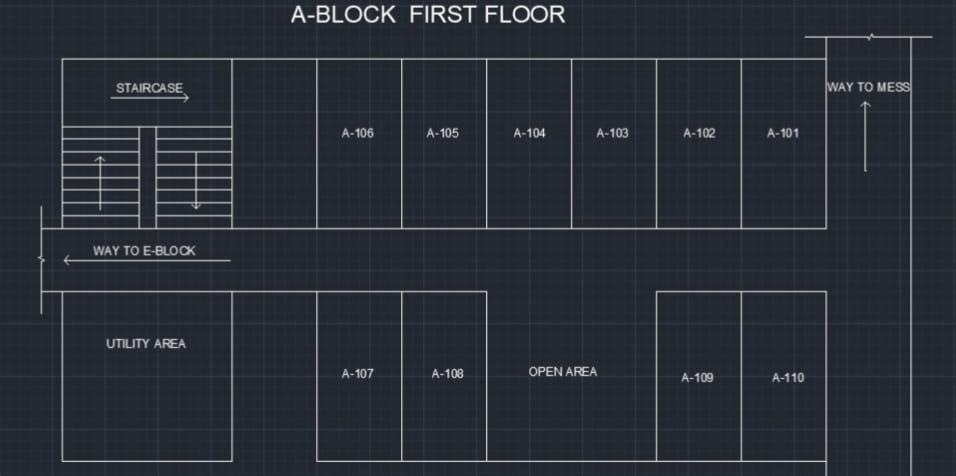 A-BLOCK FIRST FLOOR
STAIRCASE
WAY TO MESS
A-106
A-105
A-104
A-103
A-102
A-101
WAY TO E-BLOCK
UTILITY AREA
A-107
A-108
OPEN AREA
A-109
A-110